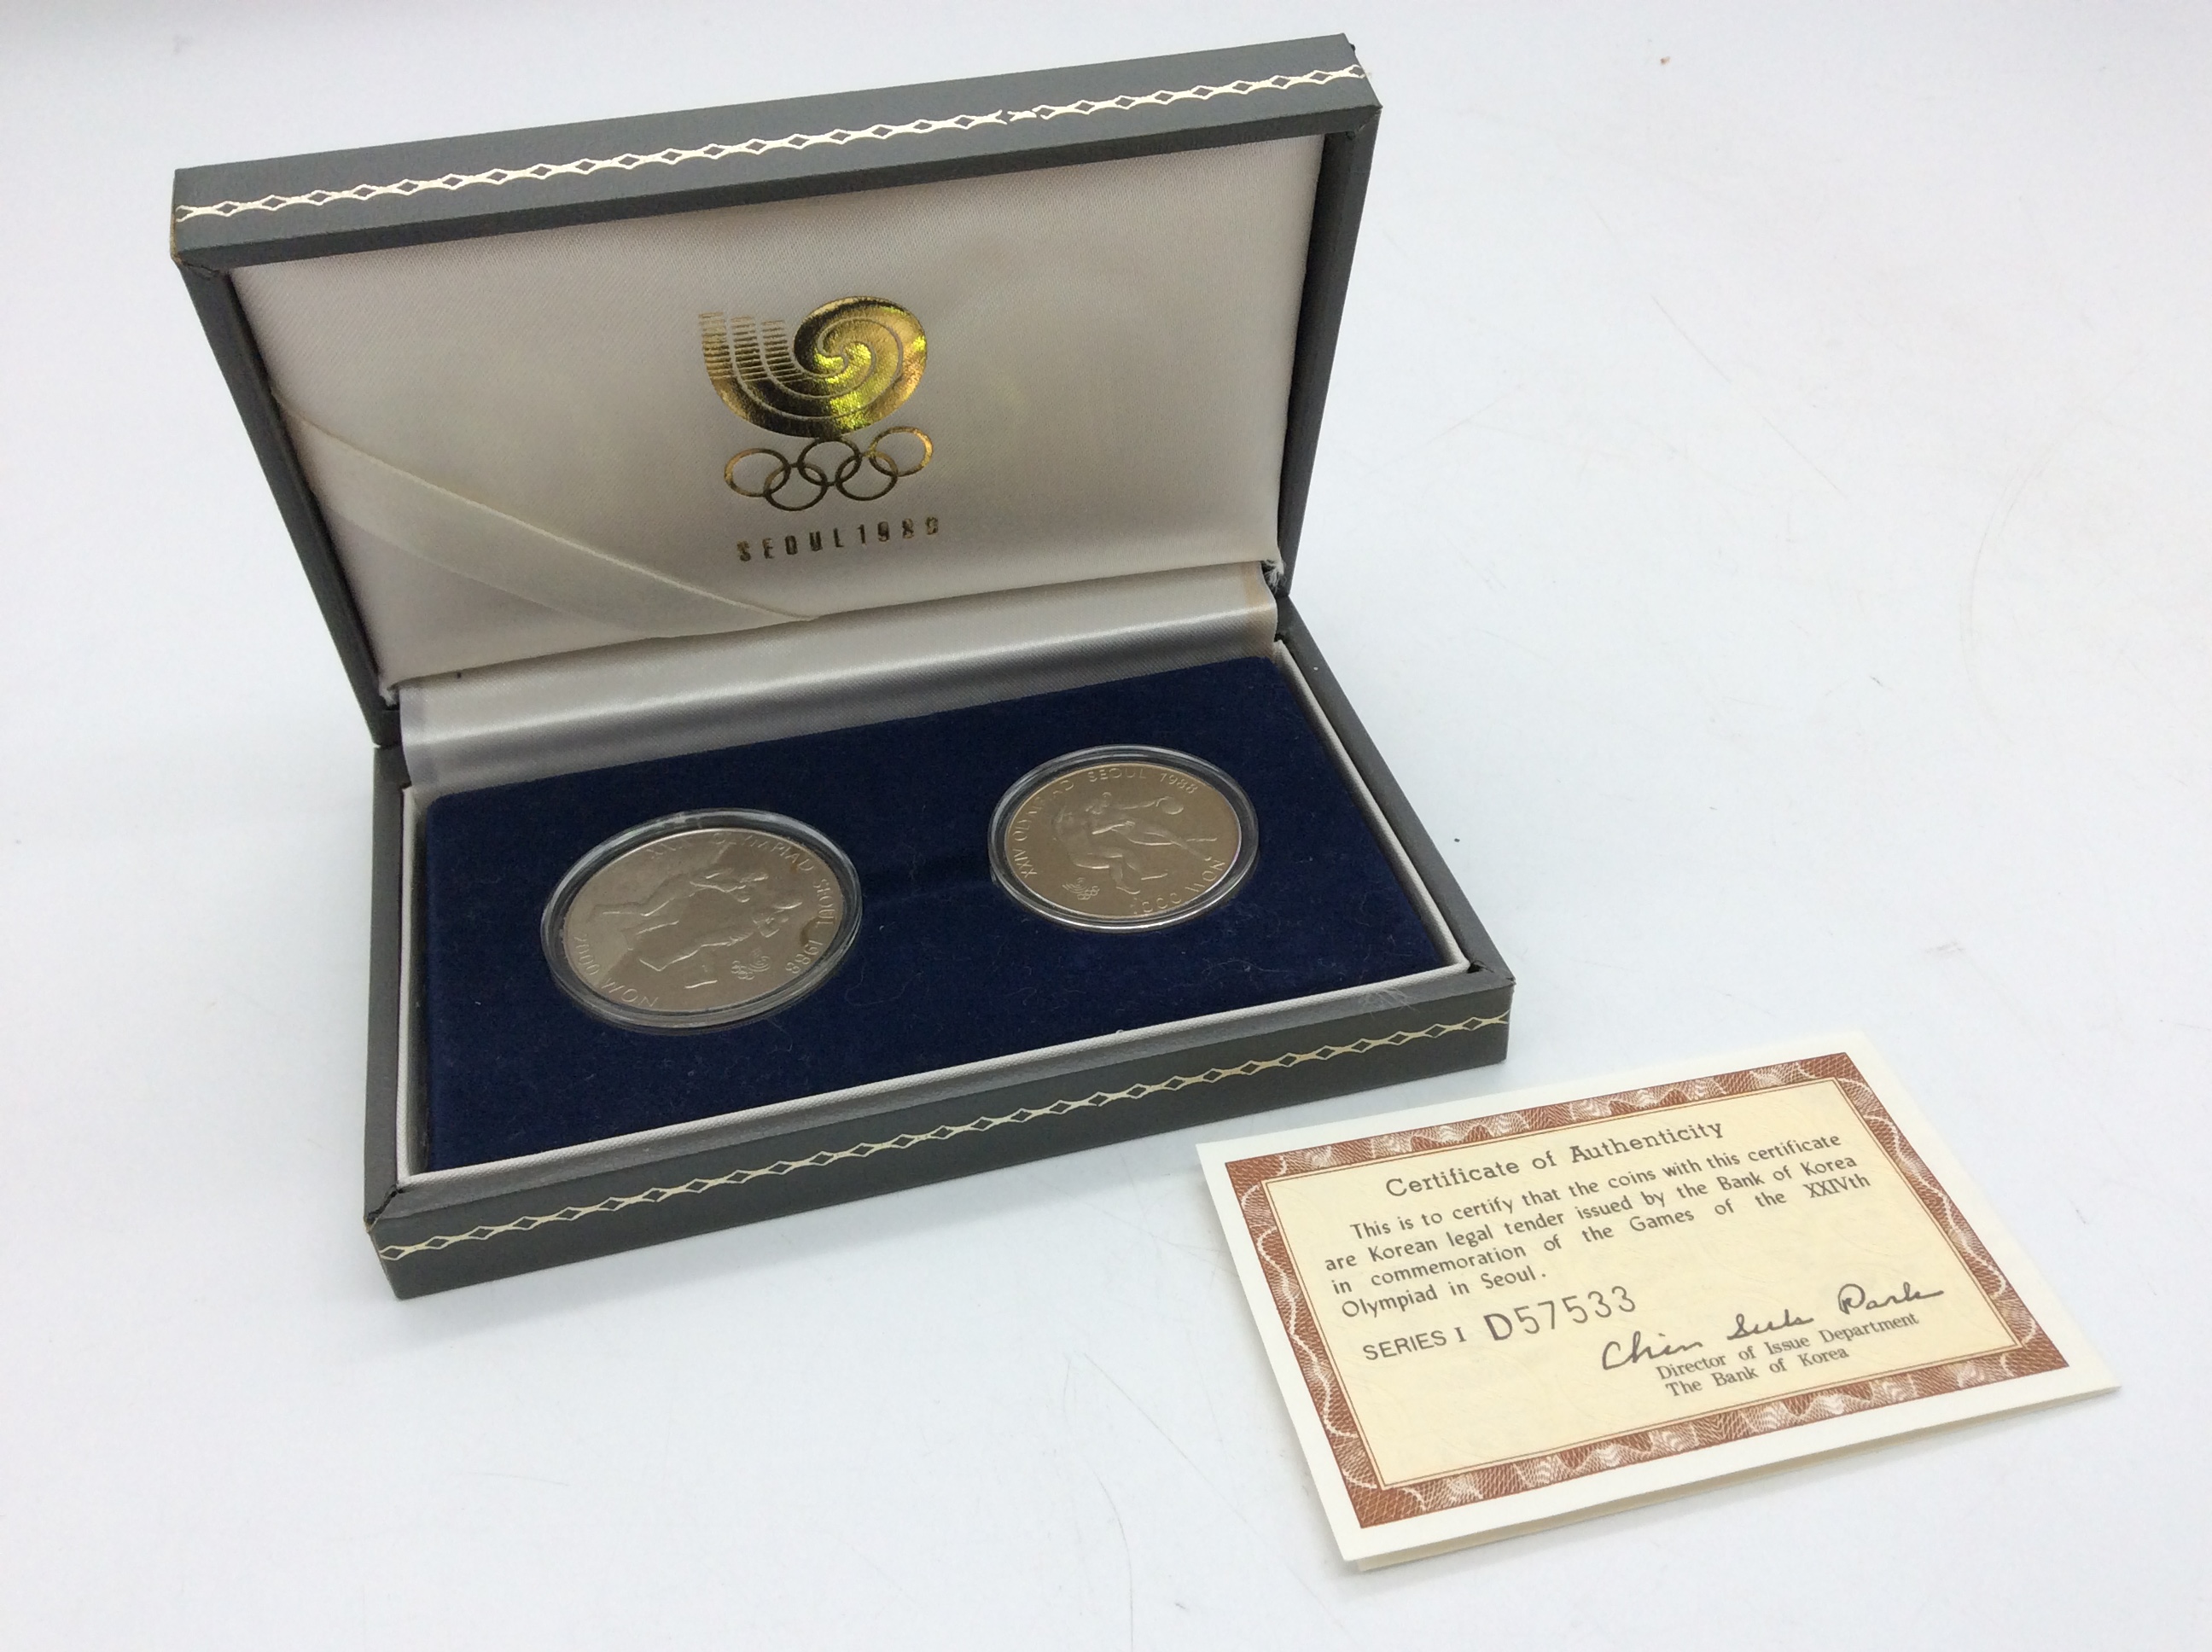 SEOUL 1988
XXIV OLYMPIAD SEOUL 1988
2000 WON
XXIV OLYMPIAD SEOUL 1988
1000 WON
Certificate of Authenticity
This is to certify that the coins with this certificate
are Korean legal tender issued by the Bank of Korea
in commemoration of the Games of the XXIVth
Olympiad in Seoul.
SERIES I D57533
Chin Suk Park
Director of Issue Department
The Bank of Korea